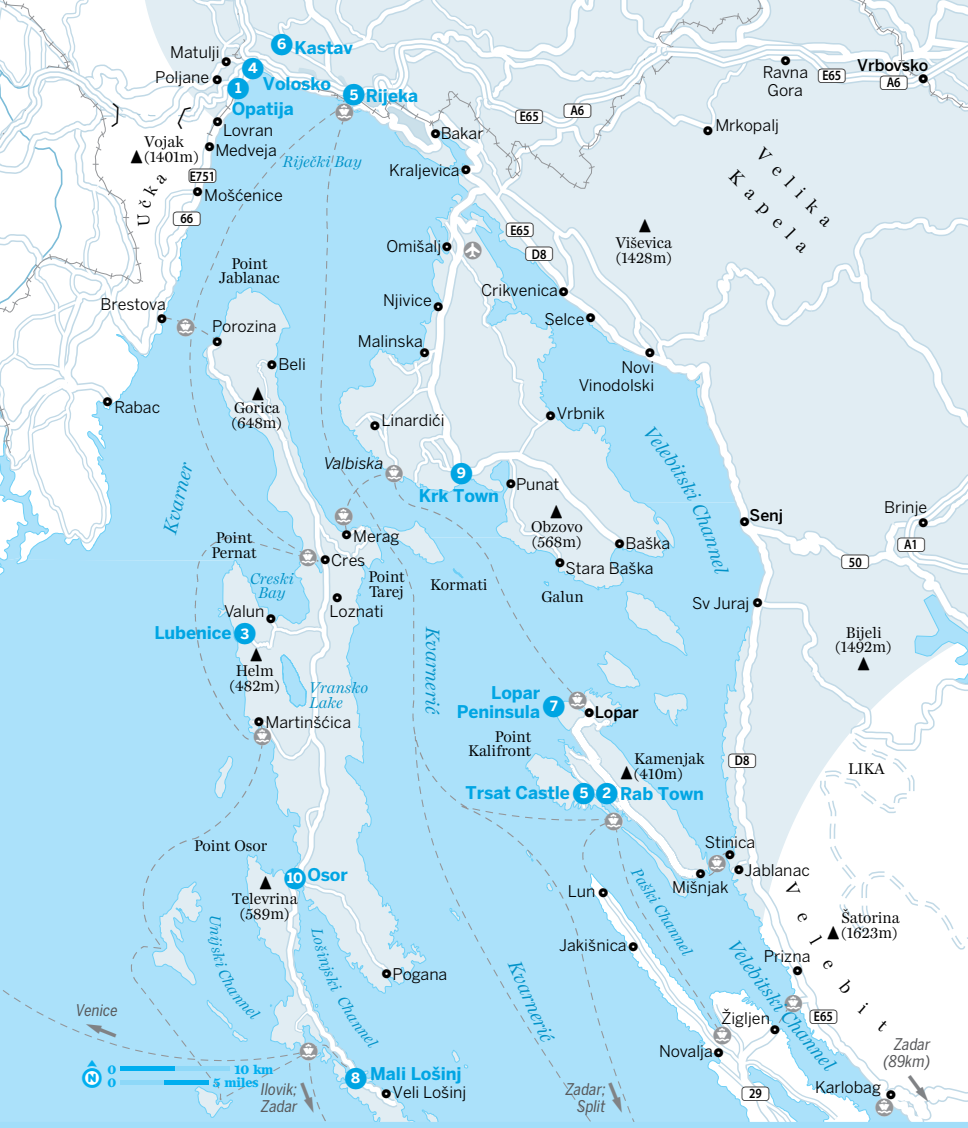 6 Kastav
Matulji
4
Volosko
Poljane
1
Opatija
5 Rijeka
Ravna
Gora
E65
Vrbovsko
A6
E65
A6
Lovran
Vojak
(1401m)
Medveja
Riječki Bay
Bakar
Mrkopalj
Kraljevica
E751
Mošćenice
Učka
66
Velika
Kapela
Omišalj
E65
D8
Viševica
(1428m)
Point
Jablanac
Njivice
Crikvenica
Brestova
Selce
Porozina
Malinska
Beli
Novi
Vinodolski
Rabac
Gorica
(648m)
Linardići
Vrbnik
Velebitski Channel
Valbiska
9
Krk Town
Punat
Kvarner
Obzovo
(568m)
Senj
Brinje
Merag
Baška
A1
Point
Pernat
Cres
Stara Baška
50
Creski
Bay
Point
Tarej
Kormati
Galun
Valun
Loznati
Sv Juraj
Lubenice 3
Kvarnerić
Bijeli
(1492m)
Helm
(482m)
Vransko
Lake
Lopar
Peninsula 7
Lopar
Martinšćica
Point
Kalifront
Kamenjak
(410m)
D8
LIKA
Trsat Castle 5 2 Rab Town
Point Osor
Stinica
Jablanac
10 Osor
Mišnjak
Televrina
(589m)
Lun
Paški Channel
Velebit
Šatorina
(1623m)
Unijski Channel
Lošinjski Channel
Jakišnica
Pogana
Prizna
Kvarnerić
Velebitski Channel
Venice
Žigljen
E65
Zadar
(89km)
Novalja
N
0 10 km
0 5 miles
8 Mali Lošinj
Veli Lošinj
Ilovik;
Zadar
Zadar;
Split
29
Karlobag